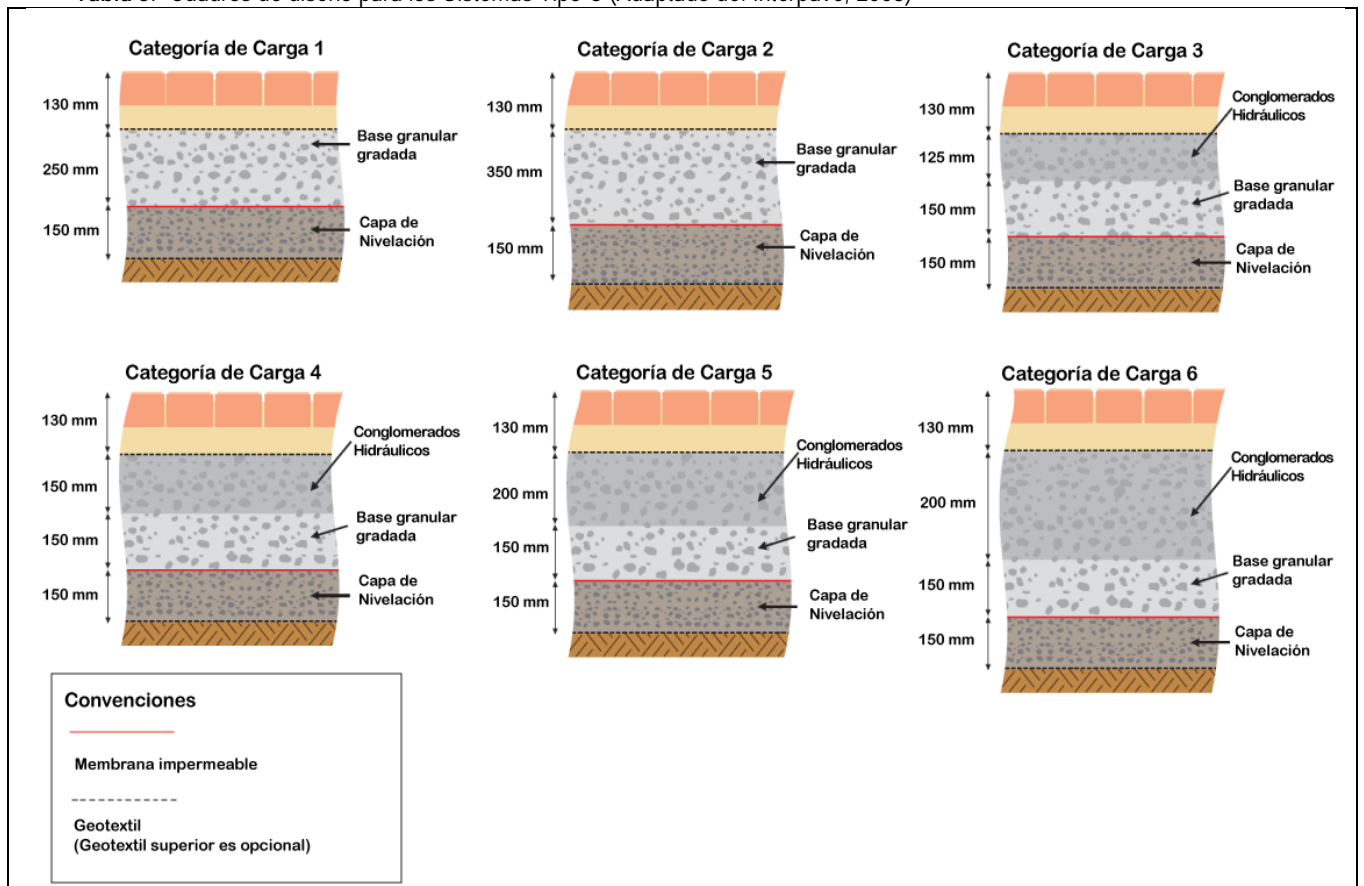 Categoría de Carga 1
130 mm
250 mm
150 mm
Base granular
gradada
Capa de
Nivelación
Categoría de Carga 2
130 mm
350 mm
150 mm
Base granular
gradada
Capa de
Nivelación
Categoría de Carga 3
130 mm
125 mm
150 mm
150 mm
Conglomerados
Hidráulicos
Base granular
gradada
Capa de
Nivelación
Categoría de Carga 4
130 mm
150 mm
150 mm
150 mm
Conglomerados
Hidráulicos
Base granular
gradada
Capa de
Nivelación
Categoría de Carga 5
130 mm
200 mm
150 mm
150 mm
Conglomerados
Hidráulicos
Base granular
gradada
Capa de
Nivelación
Categoría de Carga 6
130 mm
200 mm
150 mm
150 mm
Conglomerados
Hidráulicos
Base granular
gradada
Capa de
Nivelación
Convenciones
Membrana impermeable
Geotextil
(Geotextil superior es opcional)